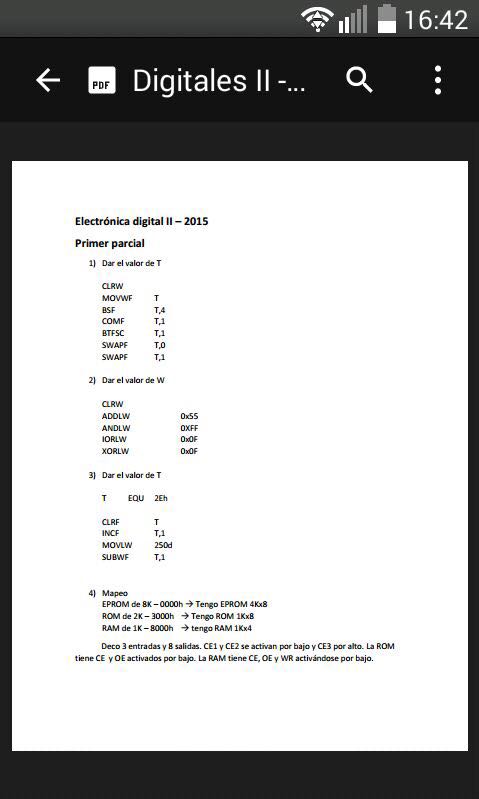 16:42
PDF Digitales II -...
Electrónica digital II – 2015
Primer parcial
1) Dar el valor de T
CLRW
MOVWF T
BSF T,4
COMF T,1
BTFSC T,1
SWAPF T,0
SWAPF T,1
2) Dar el valor de W
CLRW
ADDLW 0x55
ANDLW 0XFF
IORLW 0x0F
XORLW 0x0F
3) Dar el valor de T
T EQU 2Eh
CLRF T
INCF T,1
MOVLW 250d
SUBWF T,1
4) Mapeo
EPROM de 8K – 0000h → Tengo EPROM 4Kx8
ROM de 2K – 3000h → Tengo ROM 1Kx8
RAM de 1K – 8000h → tengo RAM 1Kx4
Deco 3 entradas y 8 salidas. CE1 y CE2 se activan por bajo y CE3 por alto. La ROM
tiene CE y OE activados por bajo. La RAM tiene CE, OE y WR activándose por bajo.